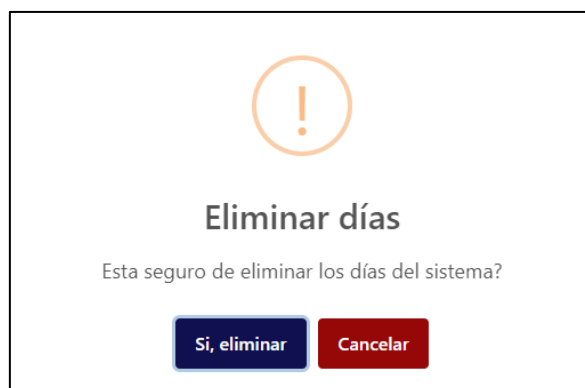 !
Eliminar días
Esta seguro de eliminar los días del sistema?
Si, eliminar
Cancelar